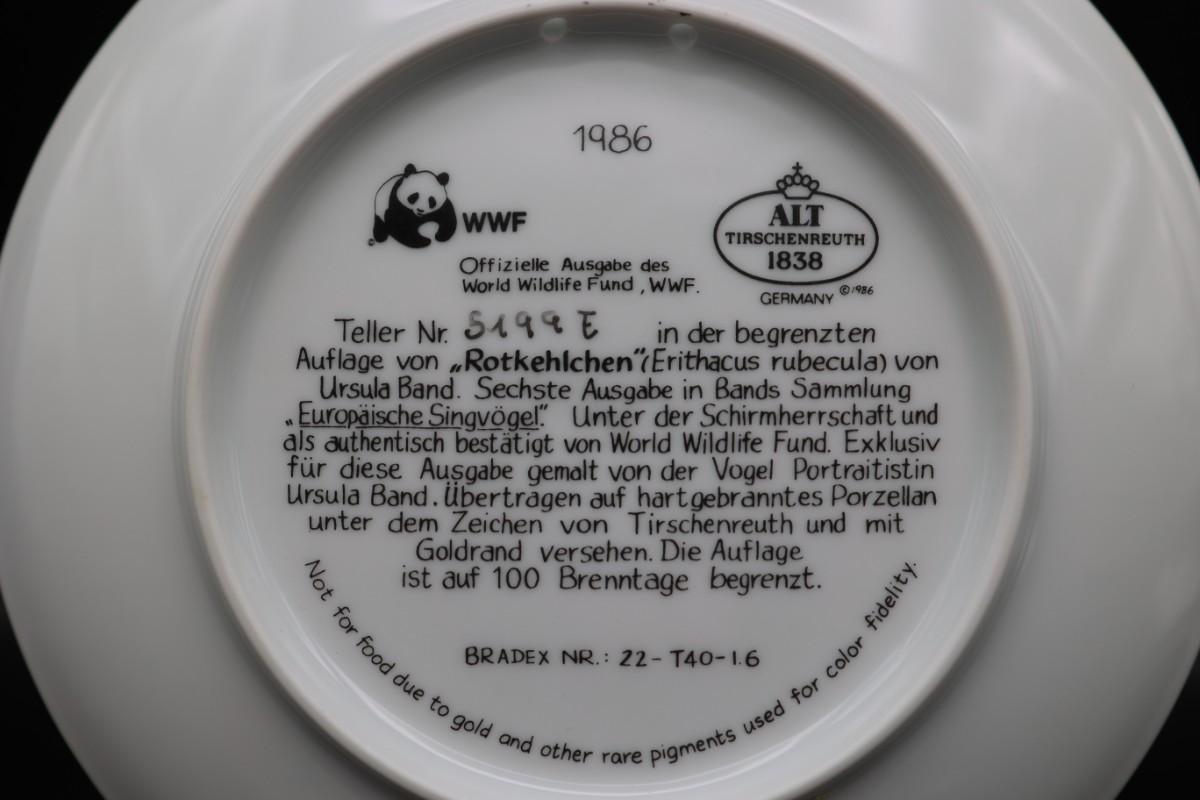 1986
WWF
©
Offizielle Ausgabe des
World Wildlife Fund, WWF.
ALT
TIRSCHENREUTH
1838
GERMANY ©1986
Teller Nr. 5199 E in der begrenzten
Auflage von „Rotkehlchen“ (Erithacus rubecula) von
Ursula Band. Sechste Ausgabe in Bands Sammlung
„Europäische Singvögel“. Unter der Schirmherrschaft und
als authentisch bestätigt von World Wildlife Fund. Exklusiv
für diese Ausgabe gemalt von der Vogel Portraitistin
Ursula Band. Übertragen auf hartgebranntes Porzellan
unter dem Zeichen von Tirschenreuth und mit
Goldrand versehen. Die Auflage
ist auf 100 Brenntage begrenzt.
BRADEX NR.: 22-T40-1.6
Not for food due to gold and other rare pigments used for color fidelity.